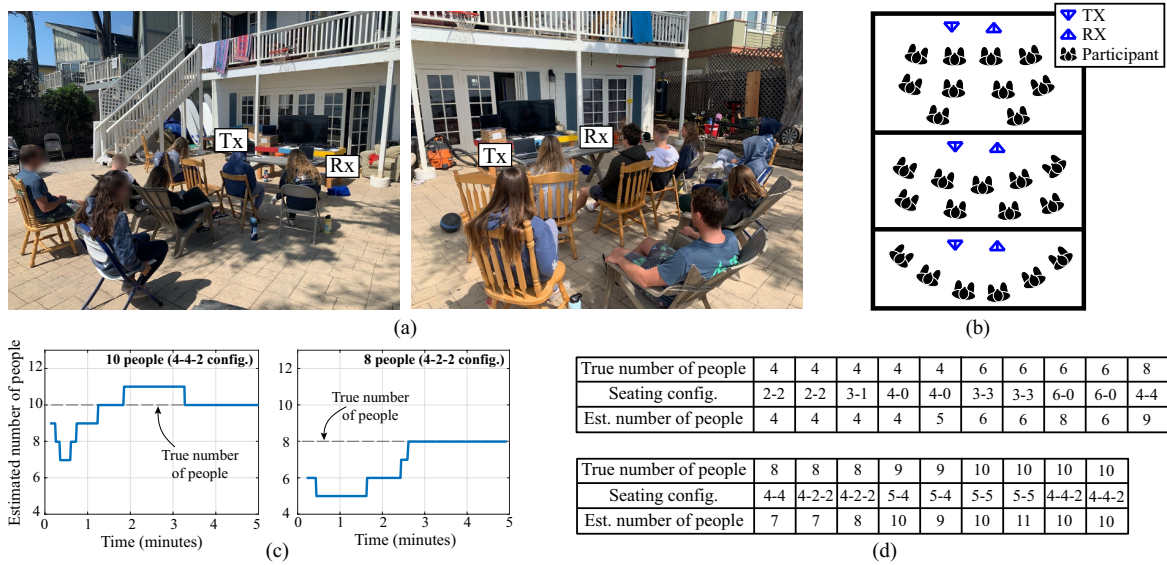 Tx
Rx
Tx
Rx
TX
RX
Participant
(a)
(b)
10 people (4-4-2 config.)
Estimated number of people
12
10
8
6
4
0
1
2
3
4
5
True number
of people
Time (minutes)
8 people (4-2-2 config.)
12
10
8
6
4
0
1
2
3
4
5
True number
of people
Time (minutes)
(c)
True number of people 4 4 4 4 4 6 6 6 6 8
Seating config. 2-2 2-2 3-1 4-0 4-0 3-3 3-3 6-0 6-0 4-4
Est. number of people 4 4 4 4 5 6 6 8 6 9
True number of people 8 8 8 9 9 10 10 10 10
Seating config. 4-4 4-2-2 4-2-2 5-4 5-4 5-5 5-5 4-4-2 4-4-2
Est. number of people 7 7 8 10 9 10 11 10 10
(d)